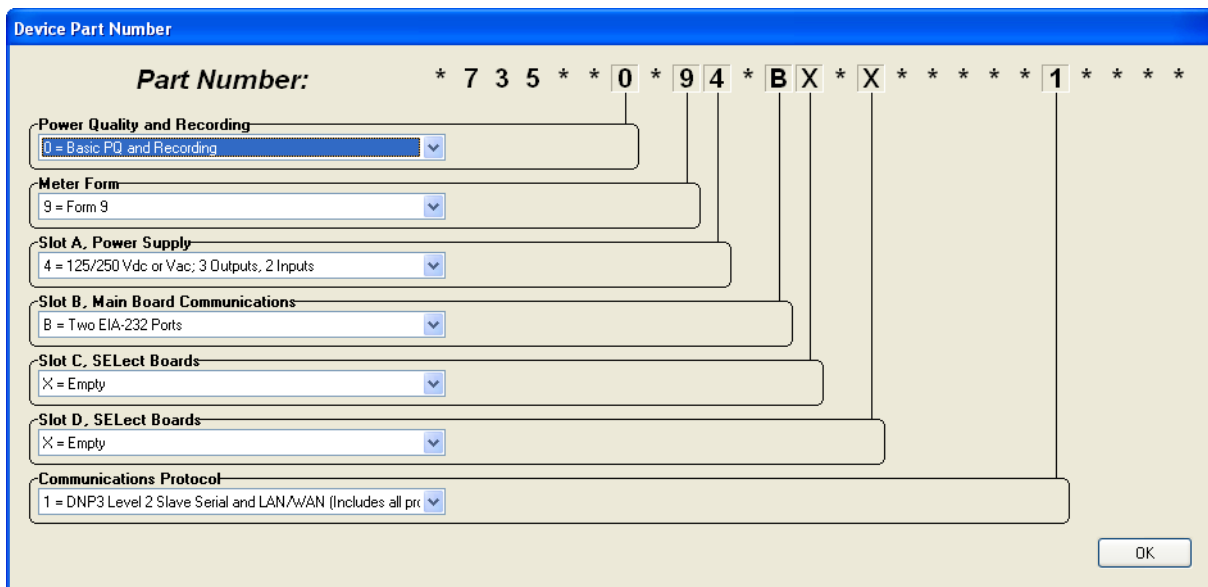 Device Part Number
Part Number: * 7 3 5 * * 0 * 9 4 * B X * X * * * * * 1 * * * *
Power Quality and Recording
0 = Basic PQ and Recording
Meter Form
9 = Form 9
Slot A, Power Supply
4 = 125/250 Vdc or Vac; 3 Outputs, 2 Inputs
Slot B, Main Board Communications
B = Two EIA-232 Ports
Slot C, SELect Boards
X = Empty
Slot D, SELect Boards
X = Empty
Communications Protocol
1 = DNP3 Level 2 Slave Serial and LAN/WAN (Includes all pro
OK